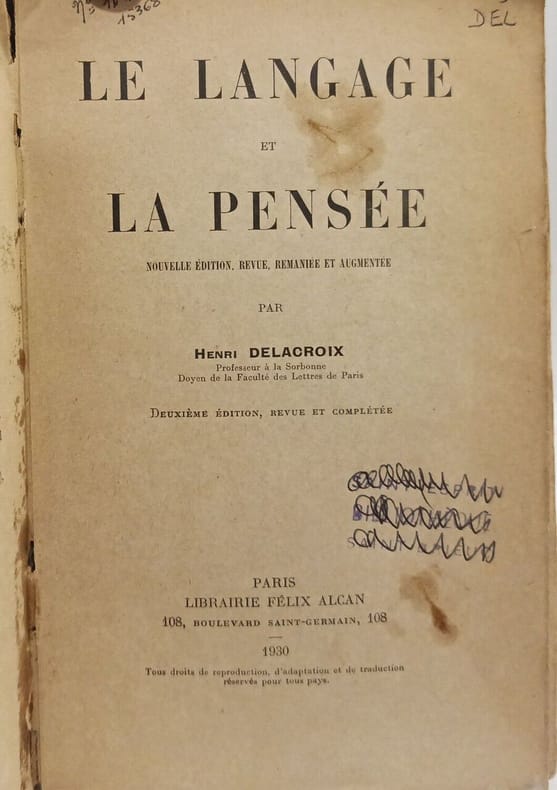 15368
DEL
LE LANGAGE
ET
LA PENSÉE
NOUVELLE ÉDITION, REVUE, REMANIÉE ET AUGMENTÉE
PAR
HENRI DELACROIX
Professeur à la Sorbonne
Doyen de la Faculté des Lettres de Paris
DEUXIÈME ÉDITION, REVUE ET COMPLÉTÉE
PARIS
LIBRAIRIE FÉLIX ALCAN
108, BOULEVARD SAINT-GERMAIN, 108
1930
Tous droits de reproduction, d'adaptation et de traduction
réservés pour tous pays.